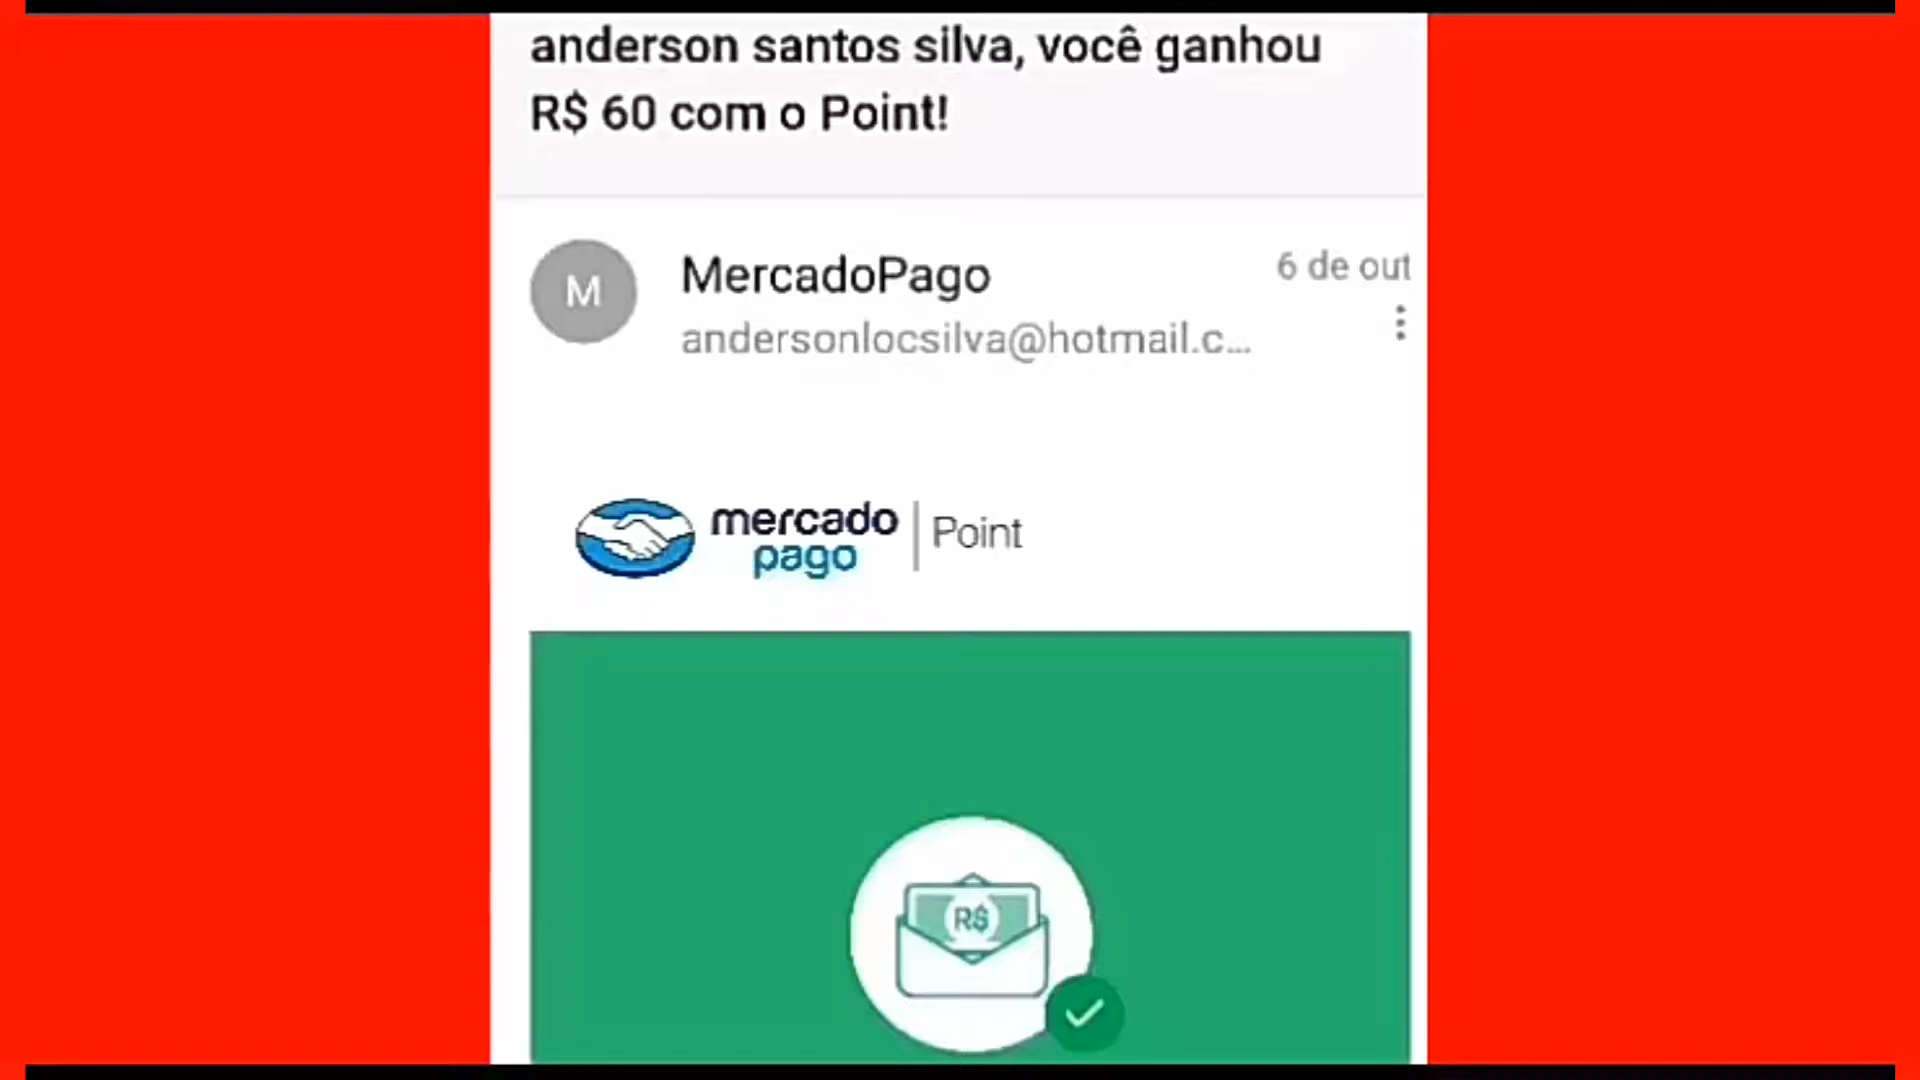 anderson santos silva, você ganhou
R$ 60 com o Point!
M
MercadoPago
6 de out
andersonlocsilva@hotmail.c...
mercado
pago
Point
R$